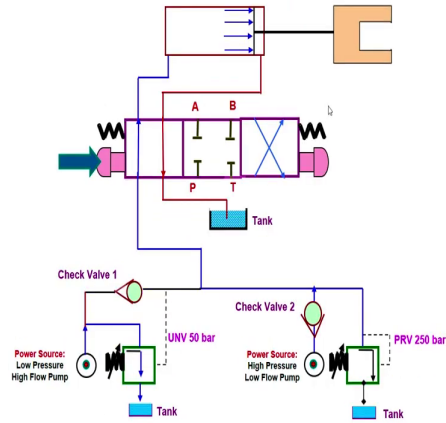 A B
P T
Tank
Check Valve 1
Check Valve 2
UNV 50 bar
PRV 250 bar
Power Source:
Low Pressure
High Flow Pump
Power Source:
High Pressure
Low Flow Pump
Tank
Tank